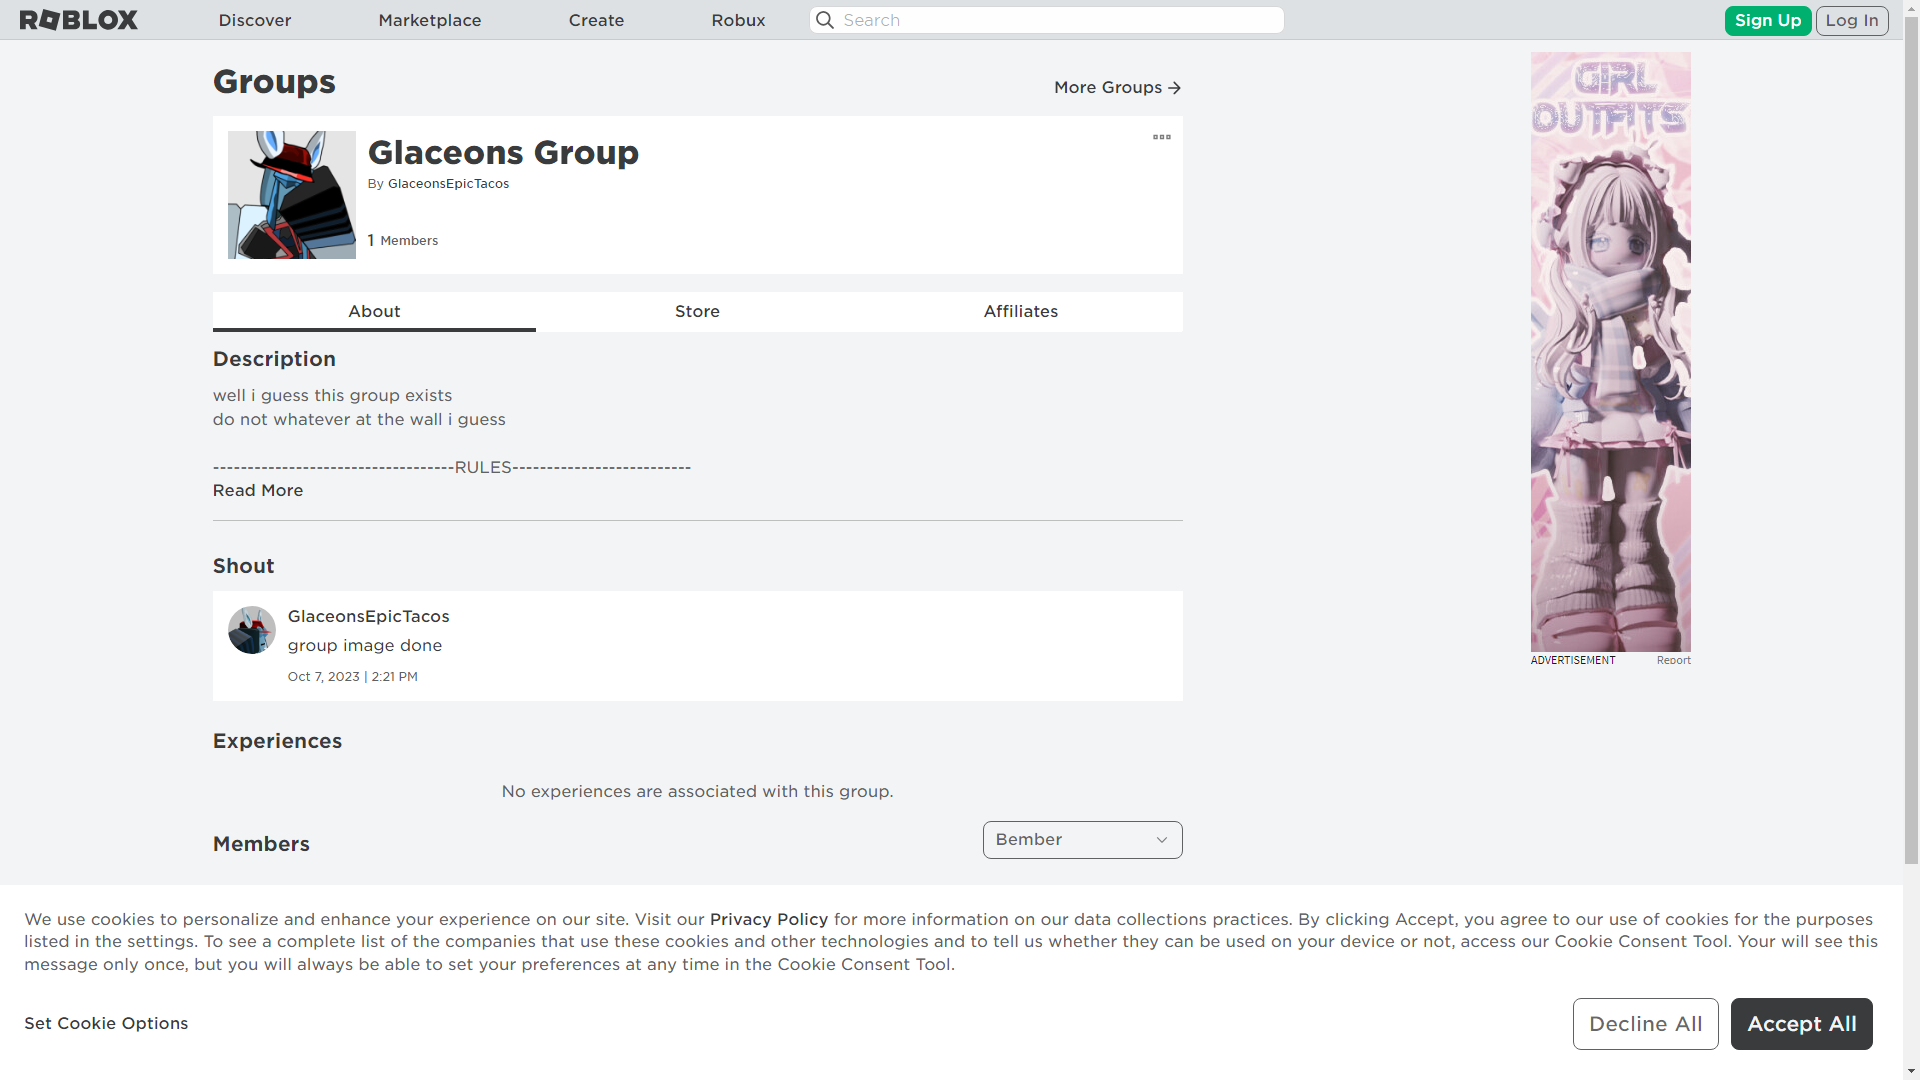 ROBLOX
Discover
Marketplace
Create
Robux
Search
Sign Up
Log In
Groups
More Groups
Glaceons Group
By GlaceonsEpicTacos
1 Members
About
Store
Affiliates
Description
well i guess this group exists
do not whatever at the wall i guess
-----------------------------------RULES--------------------------
Read More
Shout
GlaceonsEpicTacos
group image done
Oct 7, 2023 | 2:21 PM
Experiences
No experiences are associated with this group.
Members
Bember
GIRL
OUTFITS
ADVERTISEMENT
Report
We use cookies to personalize and enhance your experience on our site. Visit our Privacy Policy for more information on our data collections practices. By clicking Accept, you agree to our use of cookies for the purposes
listed in the settings. To see a complete list of the companies that use these cookies and other technologies and to tell us whether they can be used on your device or not, access our Cookie Consent Tool. Your will see this
message only once, but you will always be able to set your preferences at any time in the Cookie Consent Tool.
Set Cookie Options
Decline All
Accept All